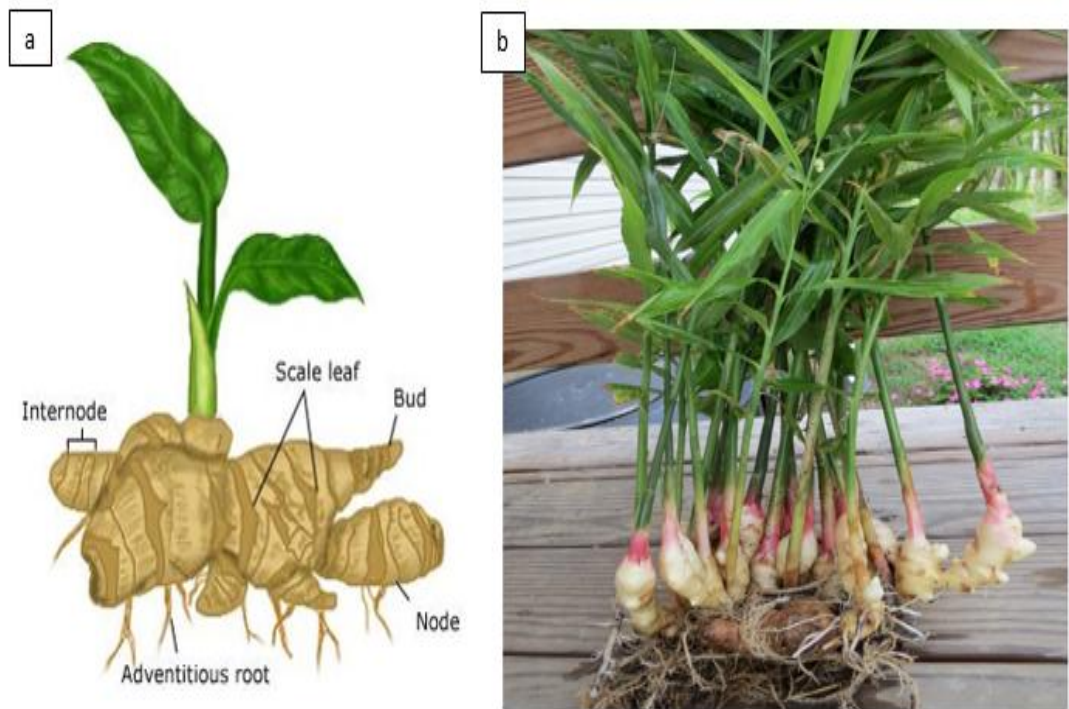 a
b
Scale leaf
Bud
Internode
Node
Adventitious root